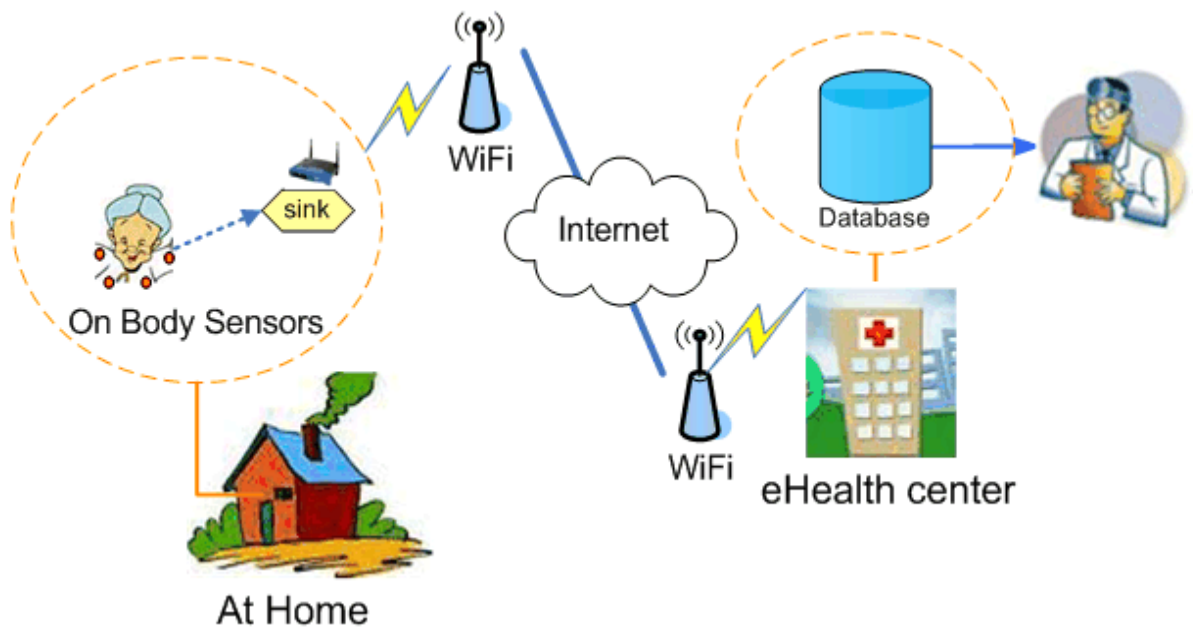 WiFi
sink
On Body Sensors
At Home
Internet
WiFi
Database
eHealth center